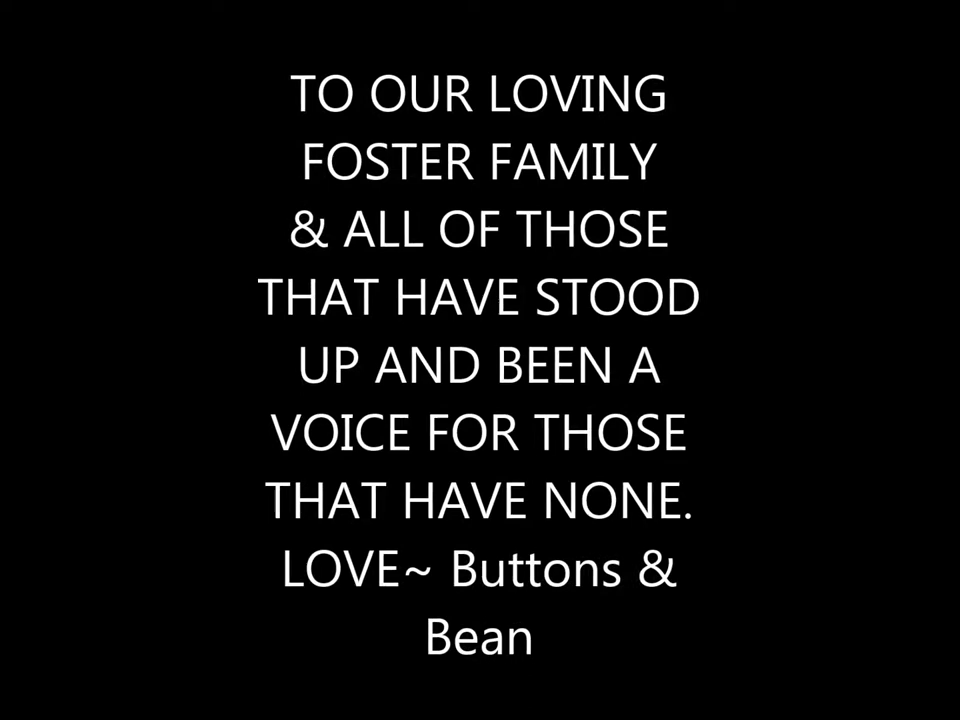 TO OUR LOVING
FOSTER FAMILY
& ALL OF THOSE
THAT HAVE STOOD
UP AND BEEN A
VOICE FOR THOSE
THAT HAVE NONE.
LOVE~ Buttons &
Bean